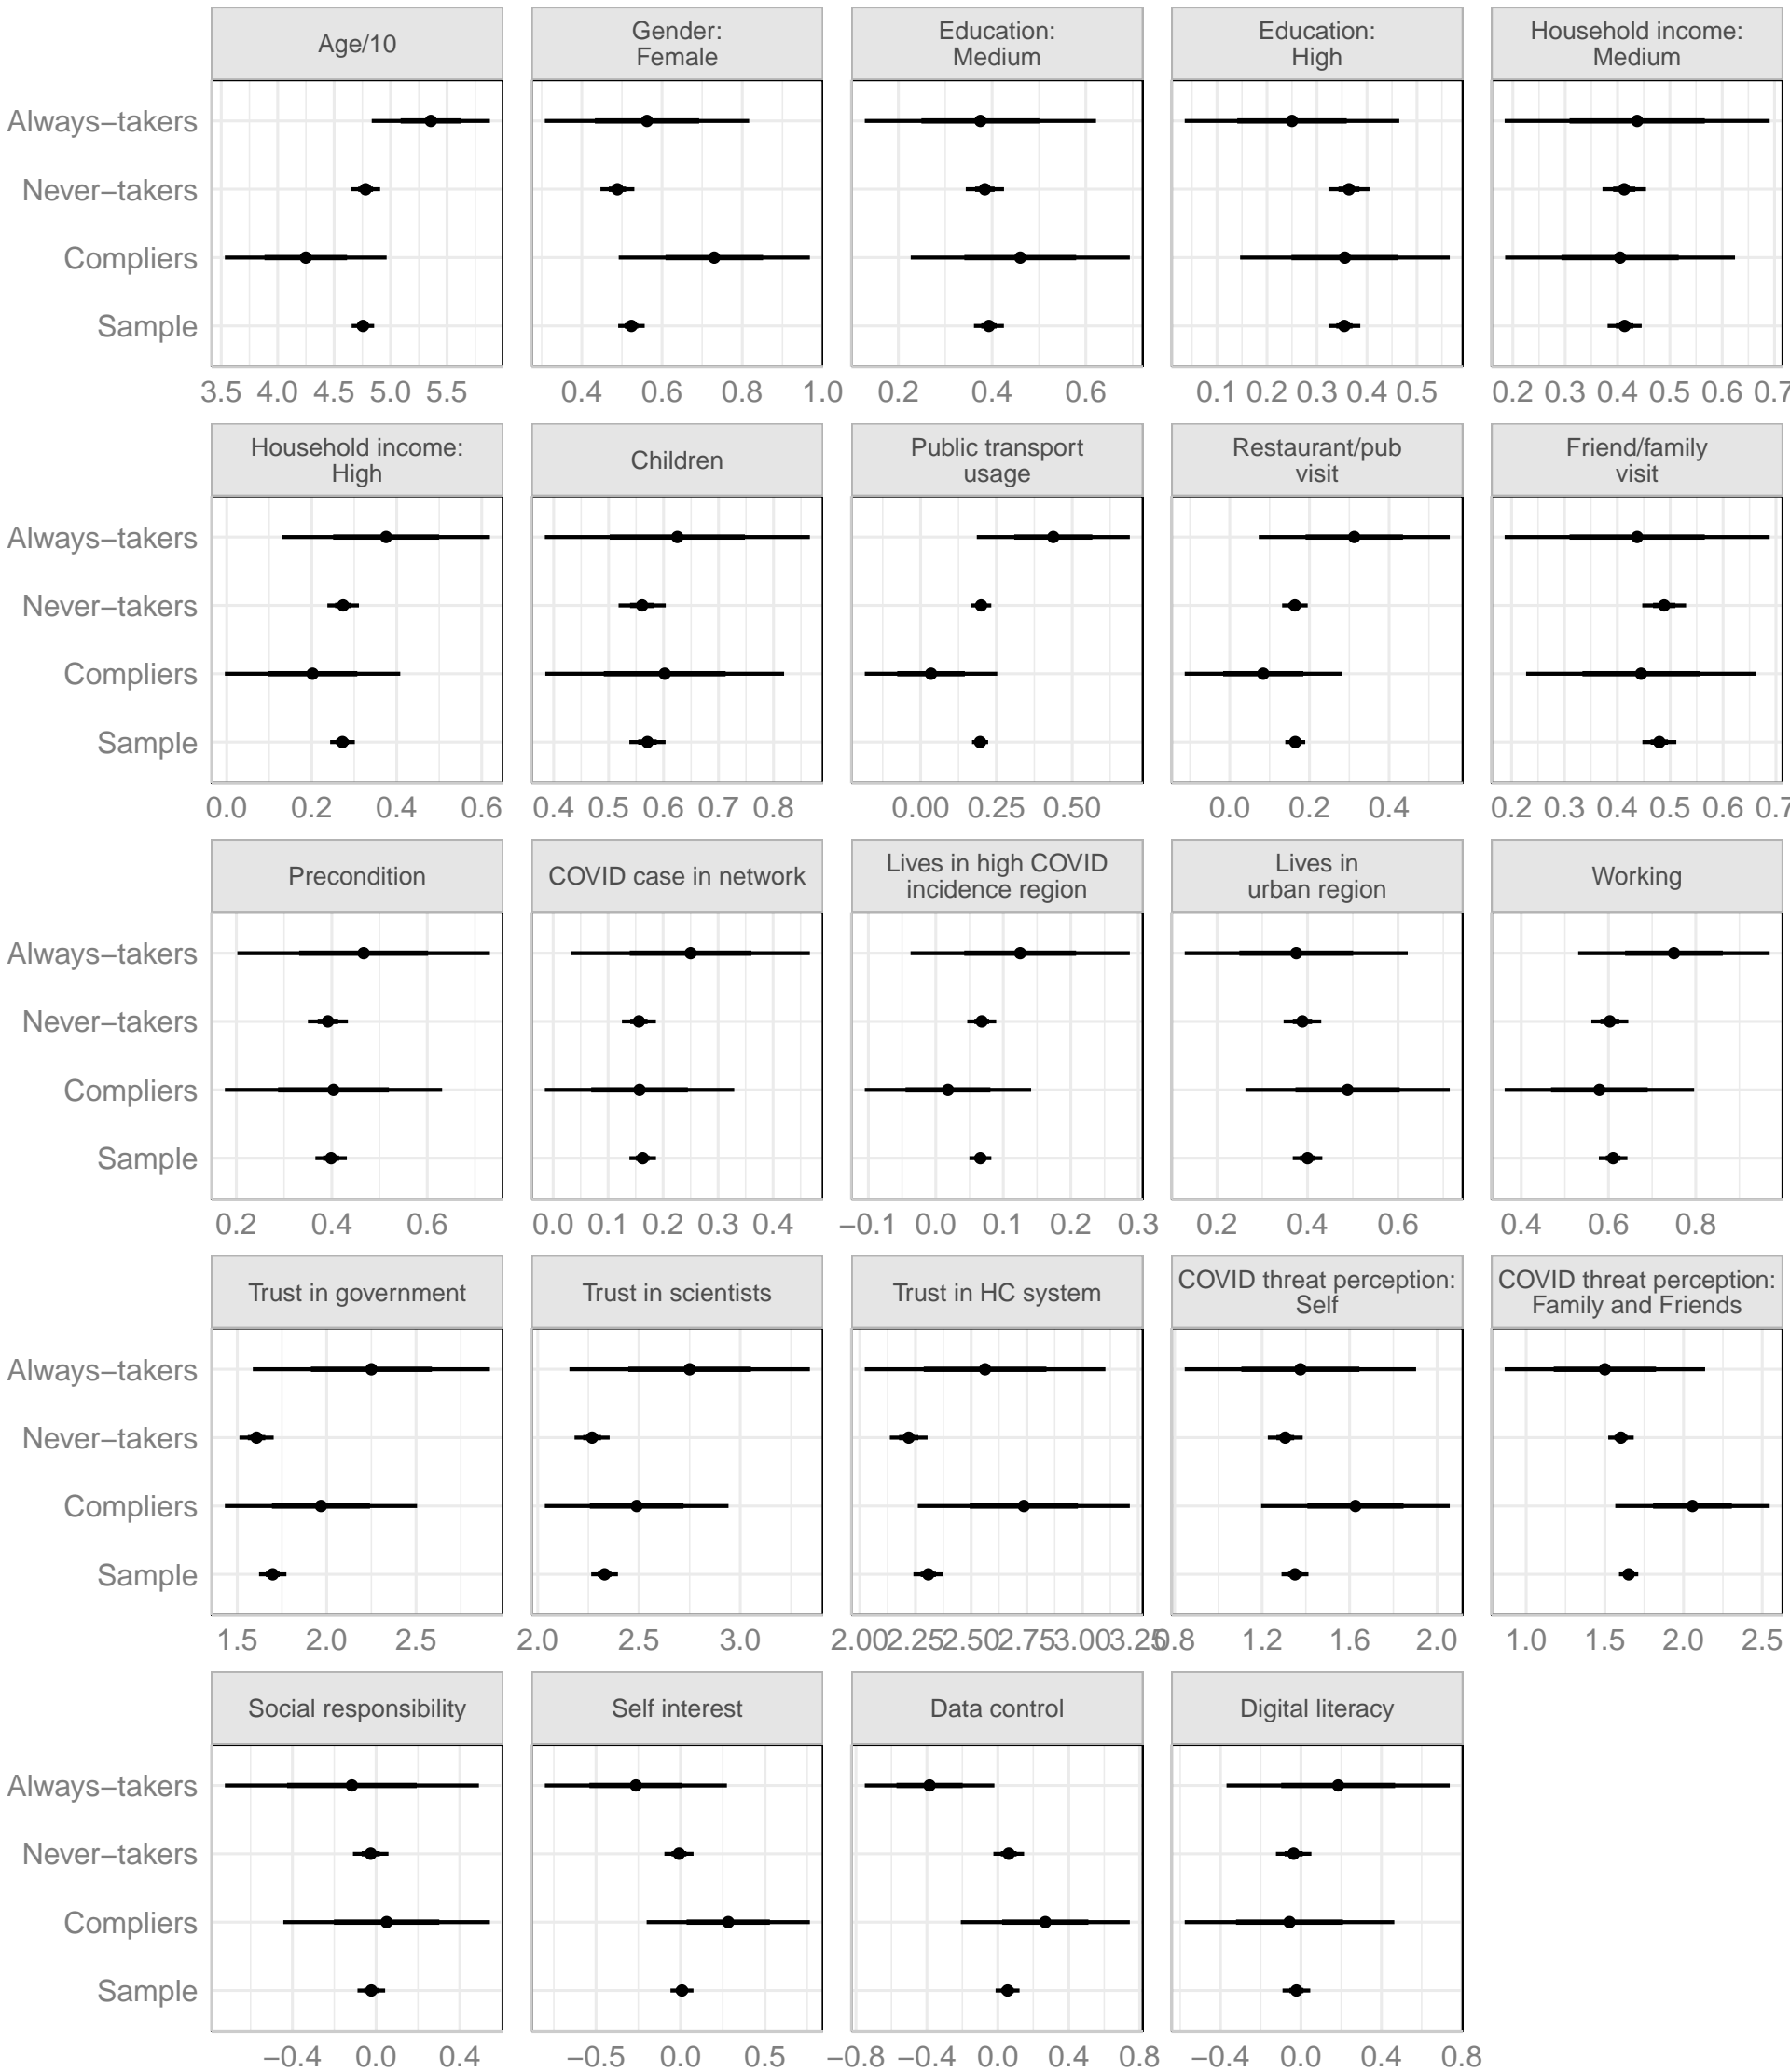 Age/10
Gender:
Female
Education:
Medium
Education:
High
Household income:
Medium
Always−takers
Never−takers
Compliers
Sample
3.5 4.0 4.5 5.0 5.5
0.4 0.6 0.8 1.0
0.2 0.4 0.6
0.1 0.2 0.3 0.4 0.5
0.2 0.3 0.4 0.5 0.6 0.7
Household income:
High
Children
Public transport
usage
Restaurant/pub
visit
Friend/family
visit
Always−takers
Never−takers
Compliers
Sample
0.0 0.2 0.4 0.6
0.4 0.5 0.6 0.7 0.8
0.00 0.25 0.50
0.0 0.2 0.4
0.2 0.3 0.4 0.5 0.6 0.7
Precondition
COVID case in network
Lives in high COVID
incidence region
Lives in
urban region
Working
Always−takers
Never−takers
Compliers
Sample
0.2 0.4 0.6
0.0 0.1 0.2 0.3 0.4
−0.1 0.0 0.1 0.2 0.3
0.2 0.4 0.6
0.4 0.6 0.8
Trust in government
Trust in scientists
Trust in HC system
COVID threat perception:
Self
COVID threat perception:
Family and Friends
Always−takers
Never−takers
Compliers
Sample
1.5 2.0 2.5
2.0 2.5 3.0
2.00 2.25 2.50 2.75 3.00 3.25
0.8 1.2 1.6 2.0
1.0 1.5 2.0 2.5
Social responsibility
Self interest
Data control
Digital literacy
Always−takers
Never−takers
Compliers
Sample
−0.4 0.0 0.4
−0.5 0.0 0.5
−0.8 −0.4 0.0 0.4 0.8
−0.4 0.0 0.4 0.8